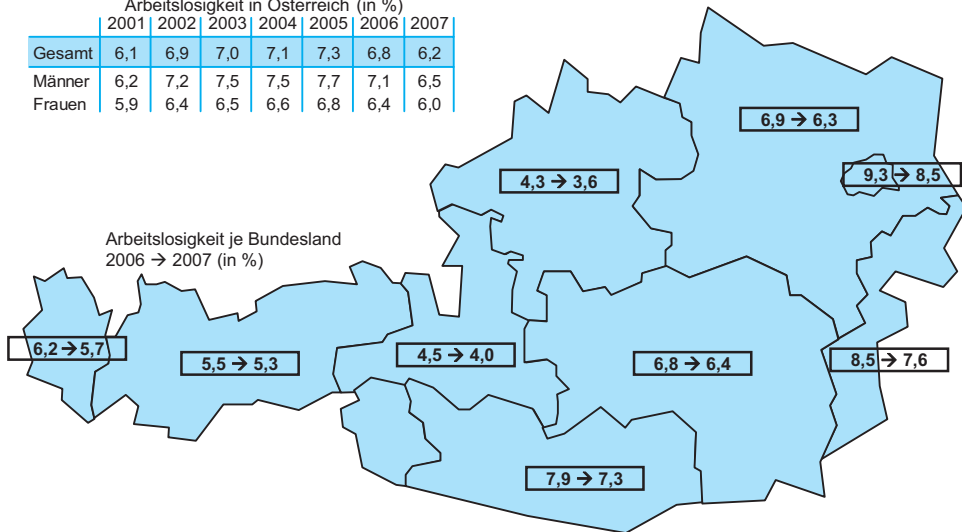 Arbeitslosigkeit in Österreich (in %)
2001 2002 2003 2004 2005 2006 2007
Gesamt 6,1 6,9 7,0 7,1 7,3 6,8 6,2
Männer 6,2 7,2 7,5 7,5 7,7 7,1 6,5
Frauen 5,9 6,4 6,5 6,6 6,8 6,4 6,0
6,9 → 6,3
4,3 → 3,6
9,3 → 8,5
Arbeitslosigkeit je Bundesland
2006 → 2007 (in %)
6,2 → 5,7
5,5 → 5,3
4,5 → 4,0
6,8 → 6,4
8,5 → 7,6
7,9 → 7,3